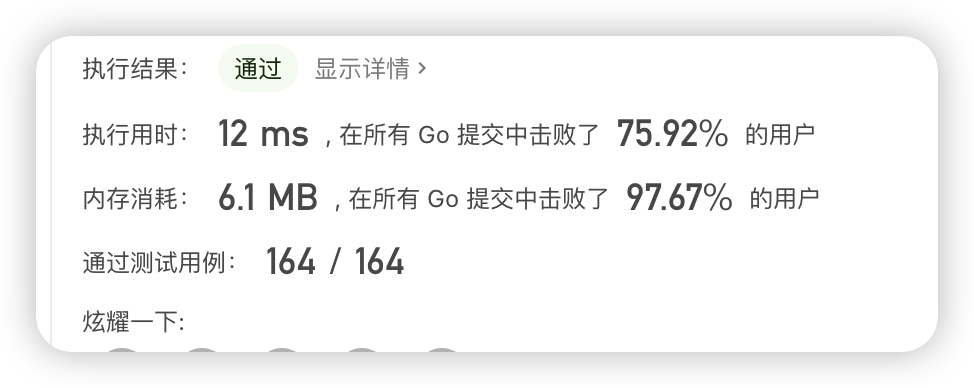 执行结果： 通过 显示详情 >
执行用时： 12 ms , 在所有 Go 提交中击败了 75.92% 的用户
内存消耗： 6.1 MB , 在所有 Go 提交中击败了 97.67% 的用户
通过测试用例： 164 / 164
炫耀一下: